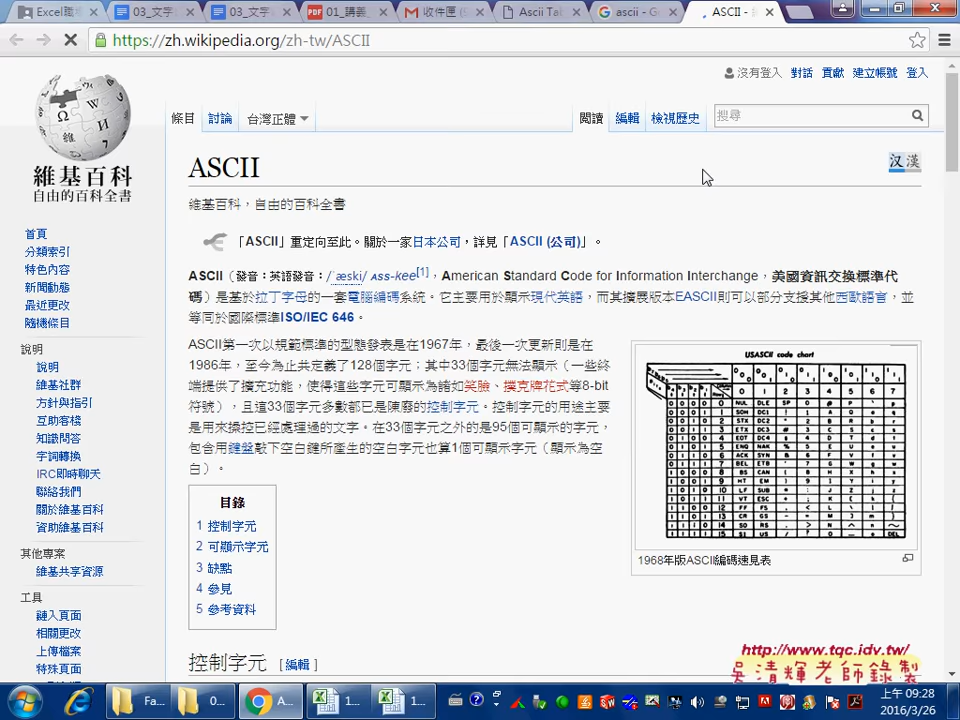 Excel職場
03_文字
03_文字
01_講義_
收件匣 (5
Ascii Tab
ascii - Go
ASCII -
https://zh.wikipedia.org/zh-tw/ASCII
沒有登入 對話 貢獻 建立帳號 登入
條目 討論 台灣正體 閱讀 編輯 檢視歷史 搜尋
維基百科
自由的百科全書
ASCII
汉 漢
維基百科，自由的百科全書
「ASCII」重定向至此。關於一家日本公司，詳見「ASCII (公司)」。
ASCII（發音：英語發音：/ˈæski/ ASS-kee[1]，American Standard Code for Information Interchange，美國資訊交換標準代
碼）是基於拉丁字母的一套電腦編碼系統。它主要用於顯示現代英語，而其擴展版本EASCII則可以部分支援其他西歐語言，並
等同於國際標準ISO/IEC 646。
ASCII第一次以規範標準的型態發表是在1967年，最後一次更新則是在
1986年，至今為止共定義了128個字元；其中33個字元無法顯示（一些終
端提供了擴充功能，使得這些字元可顯示為諸如笑臉、撲克牌花式等8-bit
符號），且這33個字元多數都已是陳廢的控制字元。控制字元的用途主要
是用來操控已經處理過的文字。在33個字元之外的是95個可顯示的字元，
包含用鍵盤敲下空白鍵所產生的空白字元也算1個可顯示字元（顯示為空
白）。
目錄
1 控制字元
2 可顯示字元
3 缺點
4 參見
5 參考資料
控制字元 [編輯]
USASCII code chart
1968年版ASCII編碼速見表
首頁
分類索引
特色內容
新聞動態
最近更改
隨機條目
說明
說明
維基社群
方針與指引
互助客棧
知識問答
字詞轉換
IRC即時聊天
聯絡我們
關於維基百科
資助維基百科
其他專案
維基共享資源
工具
鏈入頁面
相關更改
上傳檔案
特殊頁面
http://www.tqc.idv.tw/
吳清輝老師錄製
Fa...
0...
A...
1...
1...
上午 09:28
2016/3/26